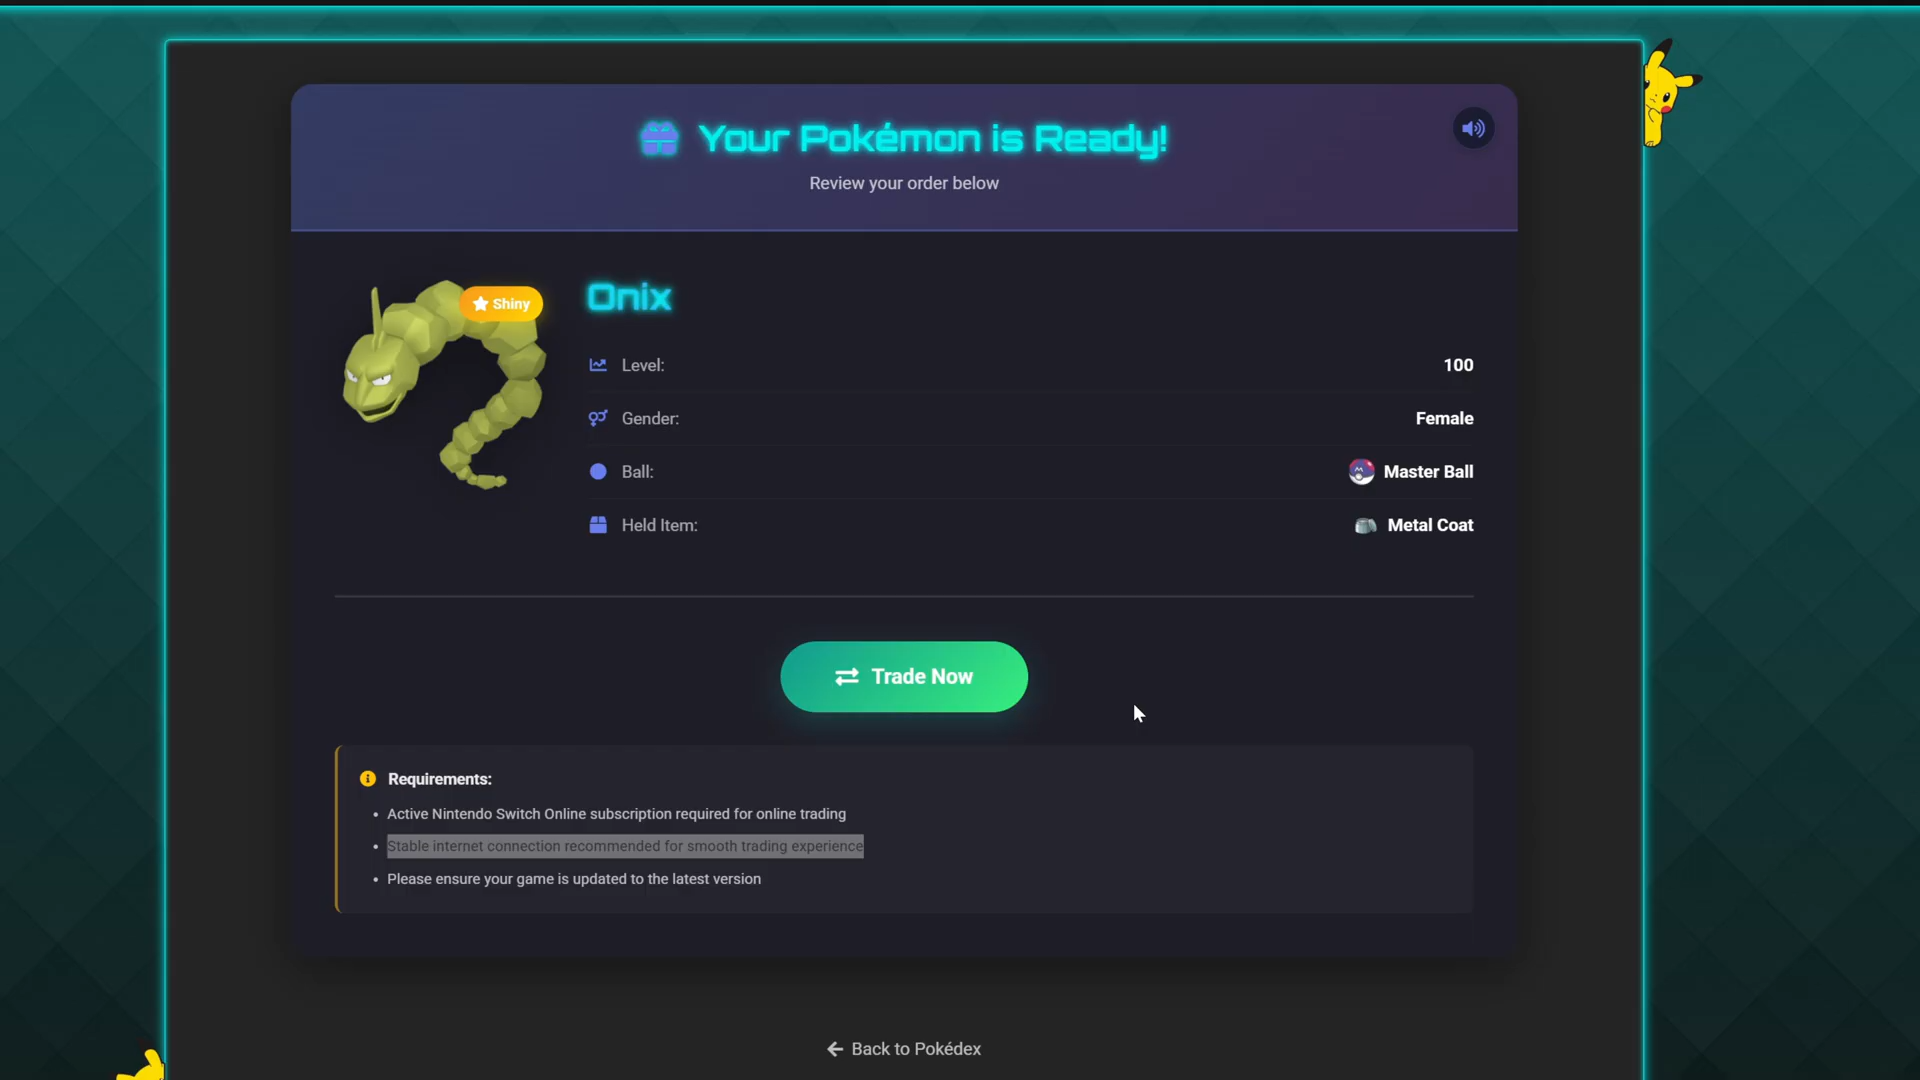 Your Pokémon is Ready!
Review your order below
Shiny
Onix
Level: 100
Gender: Female
Ball: Master Ball
Held Item: Metal Coat
Trade Now
Requirements:
• Active Nintendo Switch Online subscription required for online trading
• Stable internet connection recommended for smooth trading experience
• Please ensure your game is updated to the latest version
Back to Pokédex